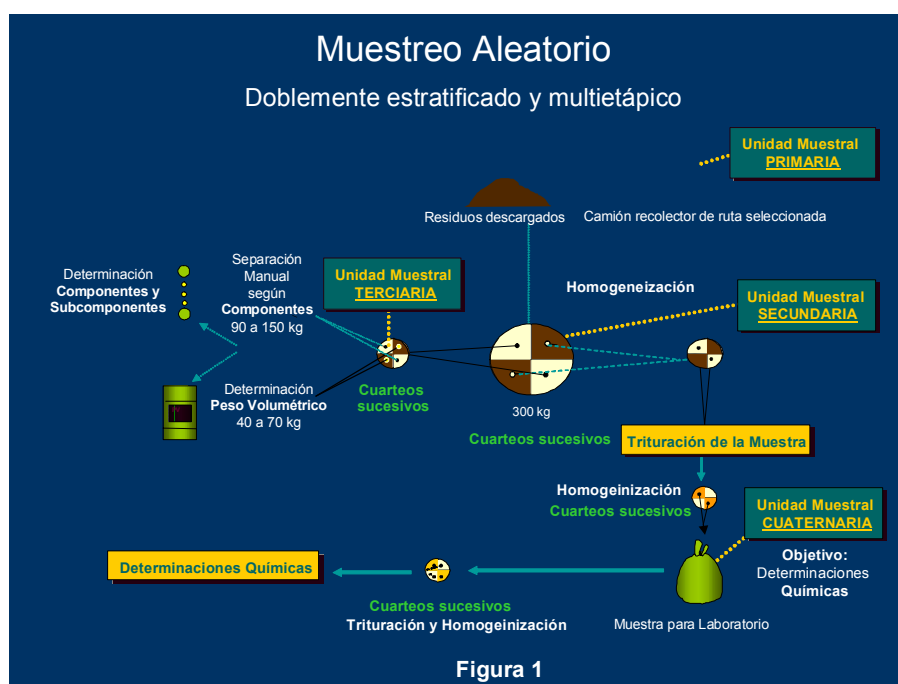 Muestreo Aleatorio
Doblemente estratificado y multietápico
Unidad Muestral
PRIMARIA
Residuos descargados
Camión recolector de ruta seleccionada
Determinación
Componentes y
Subcomponentes
Separación
Manual
según
Componentes
90 a 150 kg
Unidad Muestral
TERCIARIA
Homogeneización
Unidad Muestral
SECUNDARIA
Determinación
Peso Volumétrico
40 a 70 kg
Cuarteos
sucesivos
300 kg
Cuarteos sucesivos
Trituración de la Muestra
Homogeinización
Cuarteos sucesivos
Unidad Muestral
CUATERNARIA
Objetivo:
Determinaciones
Químicas
Determinaciones Químicas
Cuarteos sucesivos
Trituración y Homogeinización
Muestra para Laboratorio
Figura 1